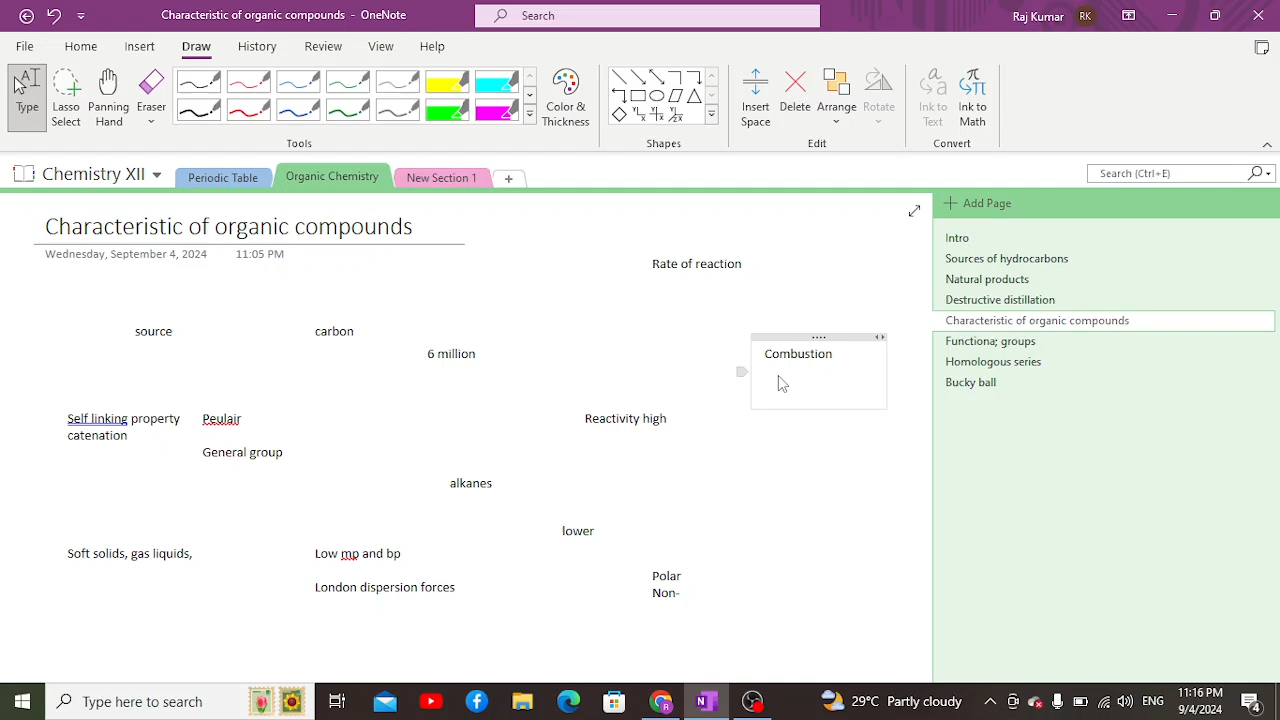 Characteristic of organic compounds - OneNote
Search
Raj Kumar
RK
File
Home
Insert
Draw
History
Review
View
Help
Type
Lasso Select
Panning Hand
Eraser
Color & Thickness
Insert Space
Delete
Arrange
Rotate
Ink to Text
Ink to Math
Tools
Shapes
Edit
Convert
Chemistry XII
Periodic Table
Organic Chemistry
New Section 1
Search (Ctrl+E)
Characteristic of organic compounds
Wednesday, September 4, 2024
11:05 PM
Rate of reaction
source
carbon
6 million
Combustion
Self linking property
catenation
Peulair
General group
Reactivity high
alkanes
lower
Soft solids, gas liquids,
Low mp and bp
London dispersion forces
Polar
Non-
Add Page
Intro
Sources of hydrocarbons
Natural products
Destructive distillation
Characteristic of organic compounds
Functiona; groups
Homologous series
Bucky ball
Type here to search
29°C Partly cloudy
ENG
11:16 PM
9/4/2024
4